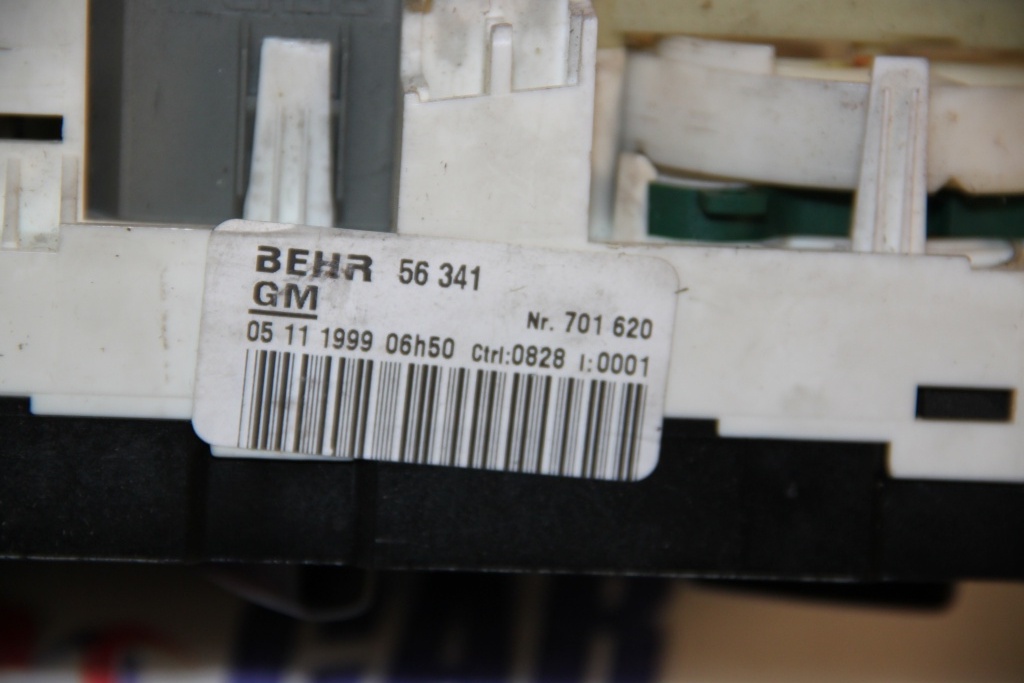 BEHR 56 341
GM
Nr. 701 620
05 11 1999 06h50 Ctrl:0828 I:0001